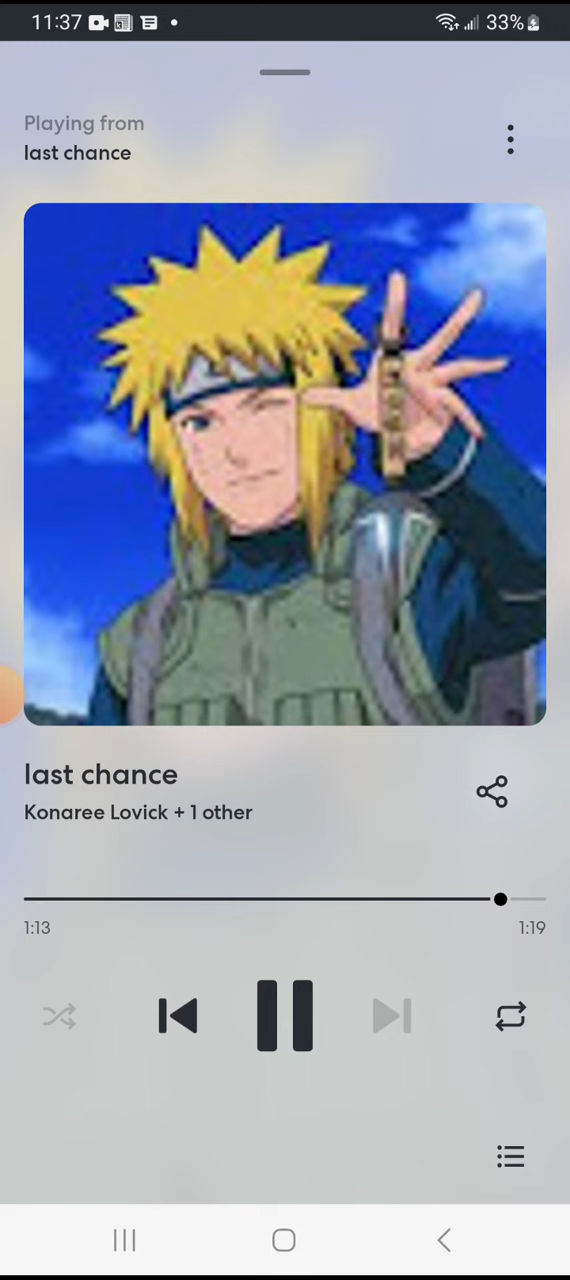 11:37 33%
Playing from
last chance
last chance
Konaree Lovick + 1 other
1:13 1:19